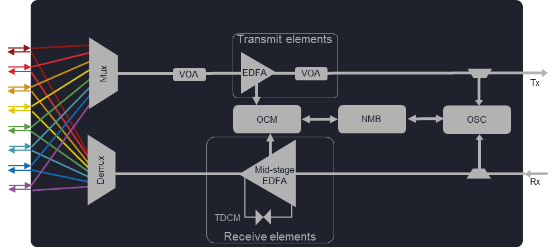 Transmit elements
Mux
VOA
EDFA
VOA
Tx
OCM
NMB
OSC
Demux
Mid-stage
EDFA
Rx
TDCM
Receive elements